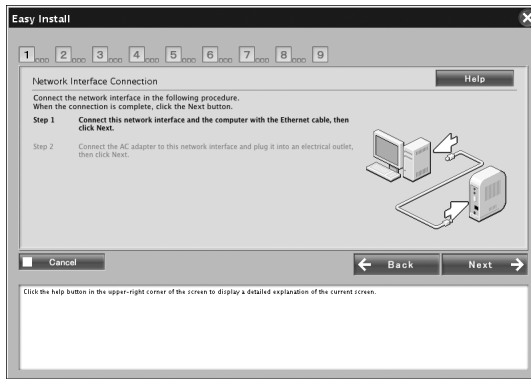 Easy Install
1 2 3 4 5 6 7 8 9
Network Interface Connection
Help
Connect the network interface in the following procedure.
When the connection is complete, click the Next button.
Step 1 Connect this network interface and the computer with the Ethernet cable, then
click Next.
Step 2 Connect the AC adapter to this network interface and plug it into an electrical outlet,
then click Next.
Cancel
Back
Next
Click the help button in the upper-right corner of the screen to display a detailed explanation of the current screen.